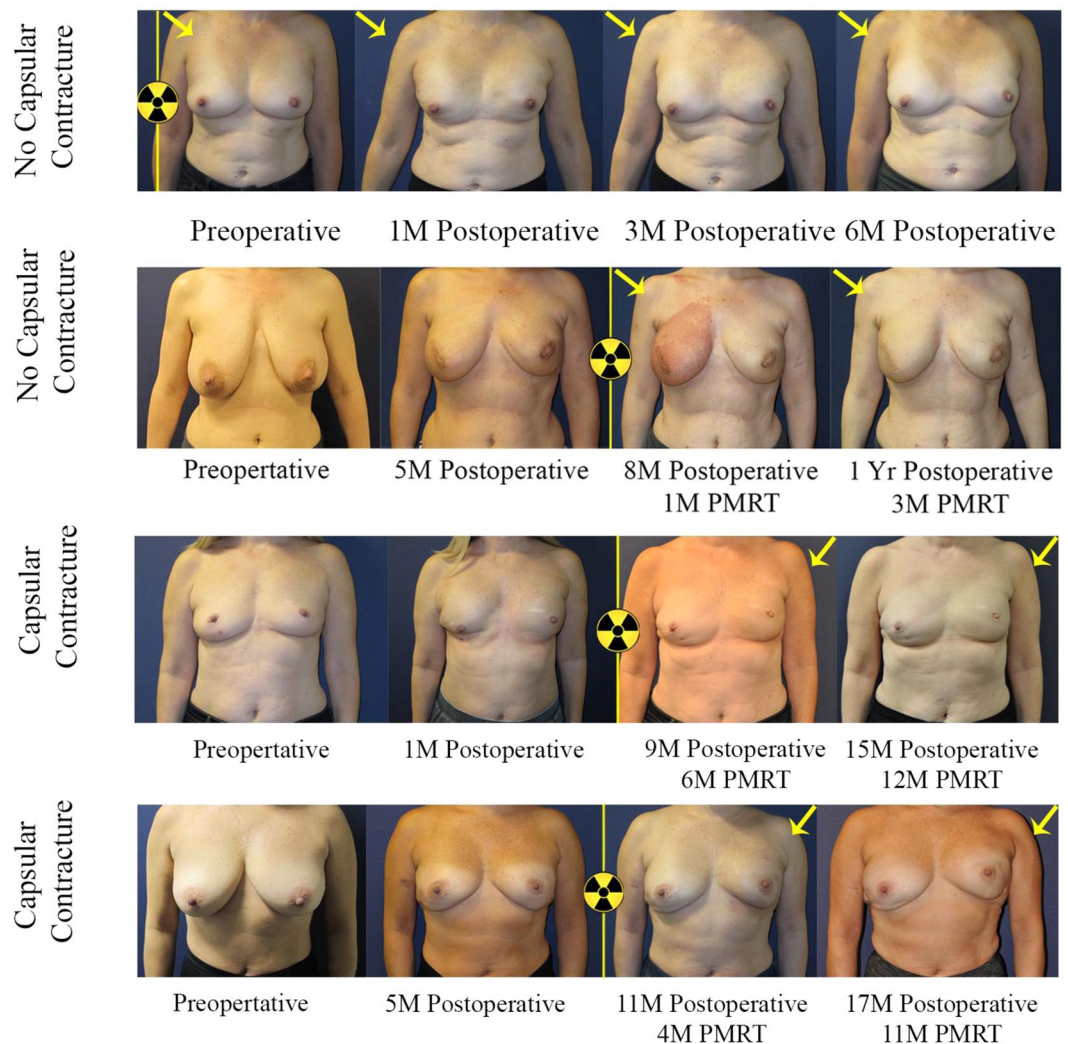 No Capsular
Contracture
Preoperative
1M Postoperative
3M Postoperative
6M Postoperative
No Capsular
Contracture
Preopertative
5M Postoperative
8M Postoperative
1M PMRT
1 Yr Postoperative
3M PMRT
Capsular
Contracture
Preopertative
1M Postoperative
9M Postoperative
6M PMRT
15M Postoperative
12M PMRT
Capsular
Contracture
Preopertative
5M Postoperative
11M Postoperative
4M PMRT
17M Postoperative
11M PMRT